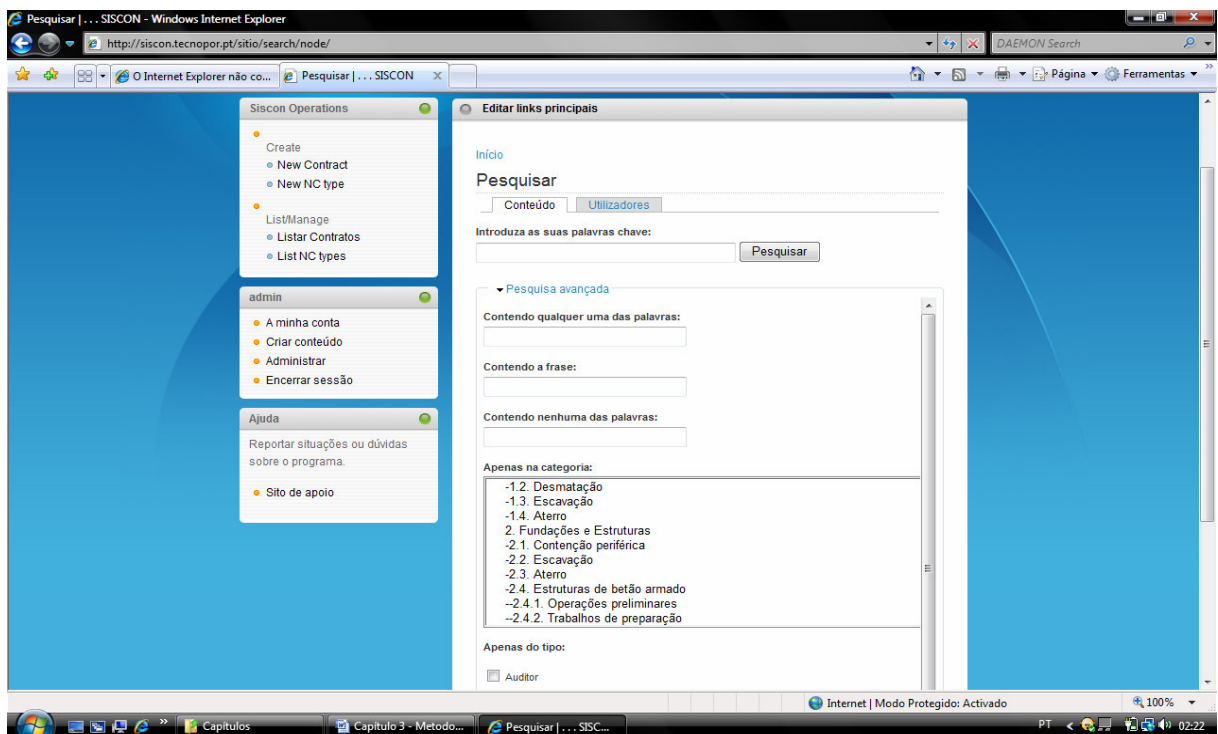 Pesquisar | . . . SISCON - Windows Internet Explorer
http://siscon.tecnopor.pt/sitio/search/node/
DAEMON Search
O Internet Explorer não co...
Pesquisar | . . . SISCON
Página
Ferramentas
Siscon Operations
Create
New Contract
New NC type
List/Manage
Listar Contratos
List NC types
admin
A minha conta
Criar conteúdo
Administrar
Encerrar sessão
Ajuda
Reportar situações ou dúvidas
sobre o programa.
Sito de apoio
Editar links principais
Início
Pesquisar
Conteúdo Utilizadores
Introduza as suas palavras chave:
Pesquisar
Pesquisa avançada
Contendo qualquer uma das palavras:
Contendo a frase:
Contendo nenhuma das palavras:
Apenas na categoria:
-1.2. Desmatação
-1.3. Escavação
-1.4. Aterro
2. Fundações e Estruturas
-2.1. Contenção periférica
-2.2. Escavação
-2.3. Aterro
-2.4. Estruturas de betão armado
--2.4.1. Operações preliminares
--2.4.2. Trabalhos de preparação
Apenas do tipo:
Auditor
Internet | Modo Protegido: Activado
100%
Capítulos
Capítulo 3 - Metodo...
Pesquisar | . . . SISC...
PT
02:22